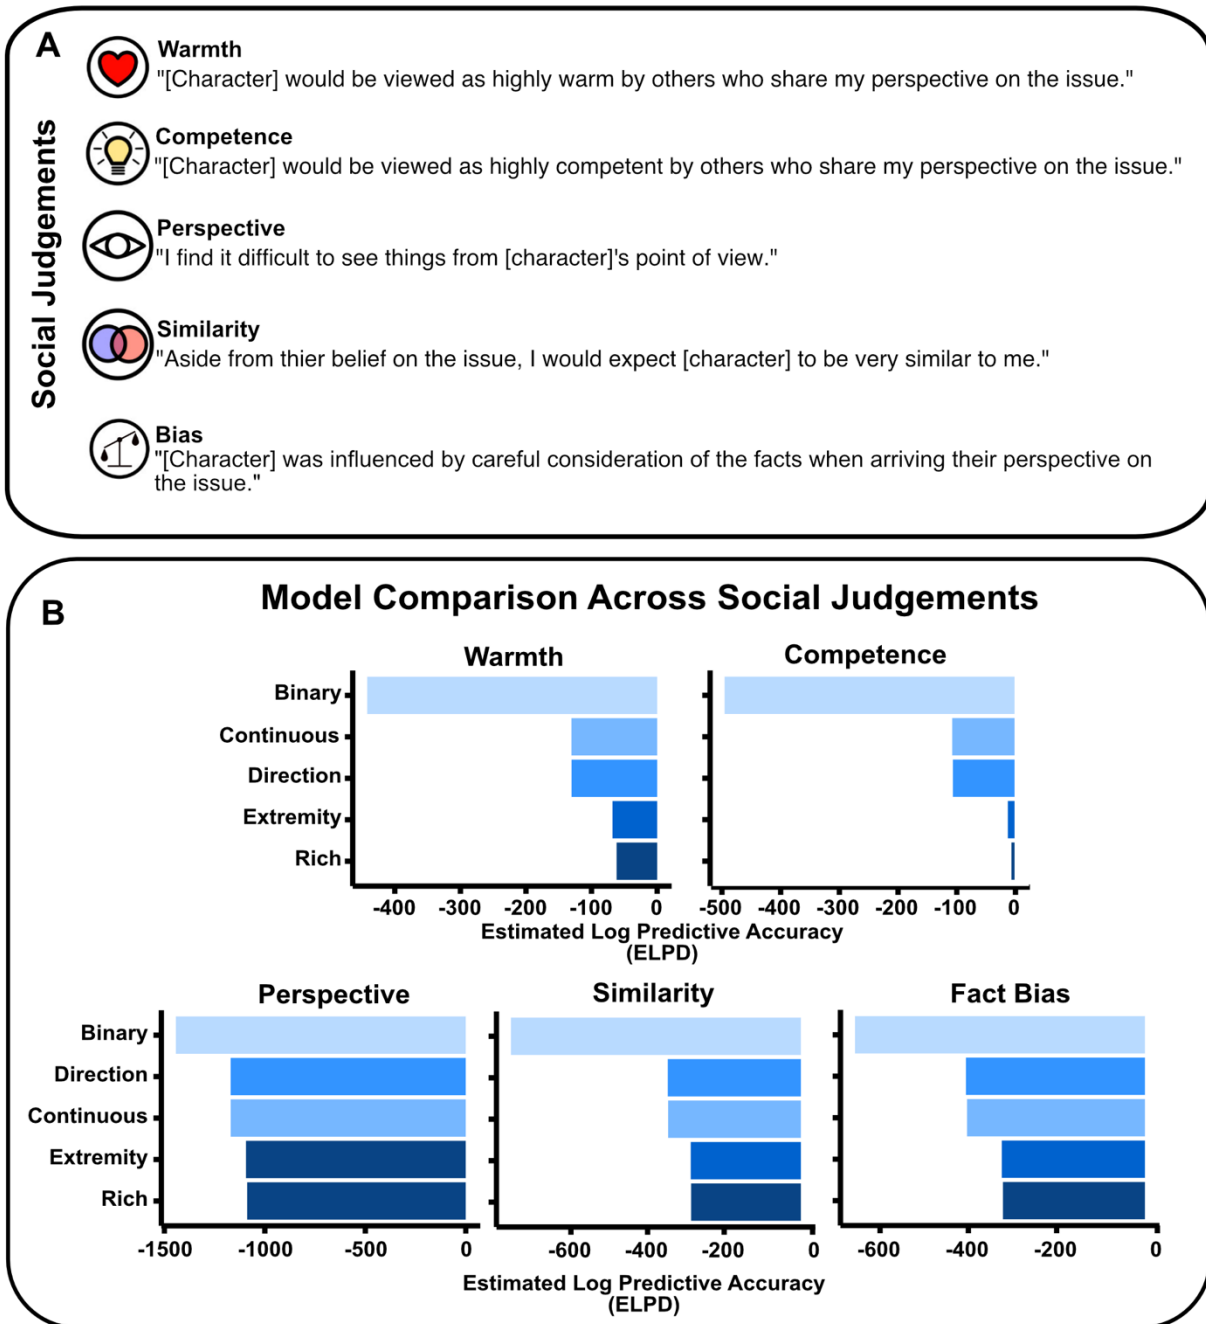 A
Social Judgements
Warmth
"[Character] would be viewed as highly warm by others who share my perspective on the issue."
Competence
"[Character] would be viewed as highly competent by others who share my perspective on the issue."
Perspective
"I find it difficult to see things from [character]'s point of view."
Similarity
"Aside from thier belief on the issue, I would expect [character] to be very similar to me."
Bias
"[Character] was influenced by careful consideration of the facts when arriving their perspective on
the issue."
B
Model Comparison Across Social Judgements
Warmth
Competence
Binary
Continuous
Direction
Extremity
Rich
-400 -300 -200 -100 0
-500 -400 -300 -200 -100 0
Estimated Log Predictive Accuracy
(ELPD)
Perspective
Similarity
Fact Bias
Binary
Direction
Continuous
Extremity
Rich
-1500 -1000 -500 0
-600 -400 -200 0
-600 -400 -200 0
Estimated Log Predictive Accuracy
(ELPD)